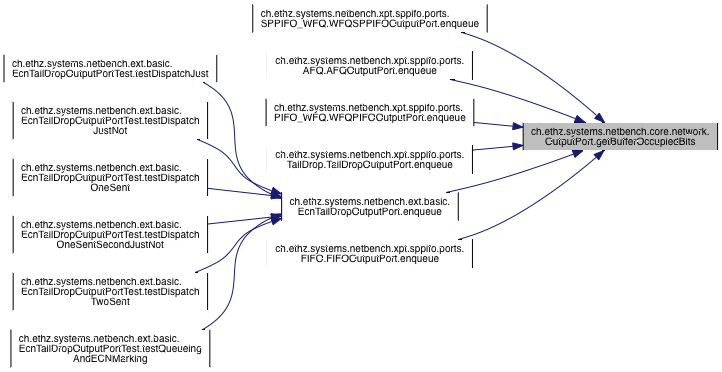 ch.ethz.systems.netbench.xpt.sppifo.ports.
SPPIFO_WFQ.WFQSPPIFOOutputPort.enqueue
ch.ethz.systems.netbench.xpt.sppifo.ports.
AFQ.AFQOutputPort.enqueue
ch.ethz.systems.netbench.ext.basic.
EcnTailDropOutputPortTest.testDispatchJust
ch.ethz.systems.netbench.xpt.sppifo.ports.
PIFO_WFQ.WFQPIFOOutputPort.enqueue
ch.ethz.systems.netbench.ext.basic.
EcnTailDropOutputPortTest.testDispatch
JustNot
ch.ethz.systems.netbench.core.network.
OutputPort.getBufferOccupiedBits
ch.ethz.systems.netbench.xpt.sppifo.ports.
TailDrop.TailDropOutputPort.enqueue
ch.ethz.systems.netbench.ext.basic.
EcnTailDropOutputPortTest.testDispatch
OneSent
ch.ethz.systems.netbench.ext.basic.
EcnTailDropOutputPort.enqueue
ch.ethz.systems.netbench.ext.basic.
EcnTailDropOutputPortTest.testDispatch
OneSentSecondJustNot
ch.ethz.systems.netbench.xpt.sppifo.ports.
FIFO.FIFOOutputPort.enqueue
ch.ethz.systems.netbench.ext.basic.
EcnTailDropOutputPortTest.testDispatch
TwoSent
ch.ethz.systems.netbench.ext.basic.
EcnTailDropOutputPortTest.testQueueing
AndECNMarking